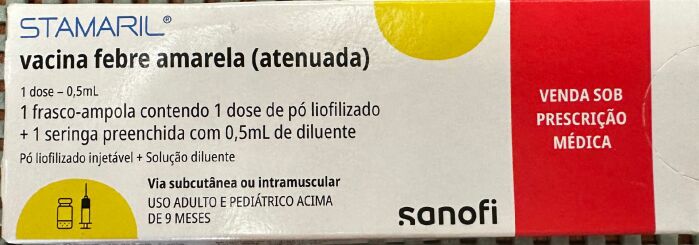 STAMARIL®
vacina febre amarela (atenuada)
1 dose – 0,5mL
1 frasco-ampola contendo 1 dose de pó liofilizado
+ 1 seringa preenchida com 0,5mL de diluente
Pó liofilizado injetável + Solução diluente
Via subcutânea ou intramuscular
USO ADULTO E PEDIÁTRICO ACIMA
DE 9 MESES
sanofi
VENDA SOB
PRESCRIÇÃO
MÉDICA